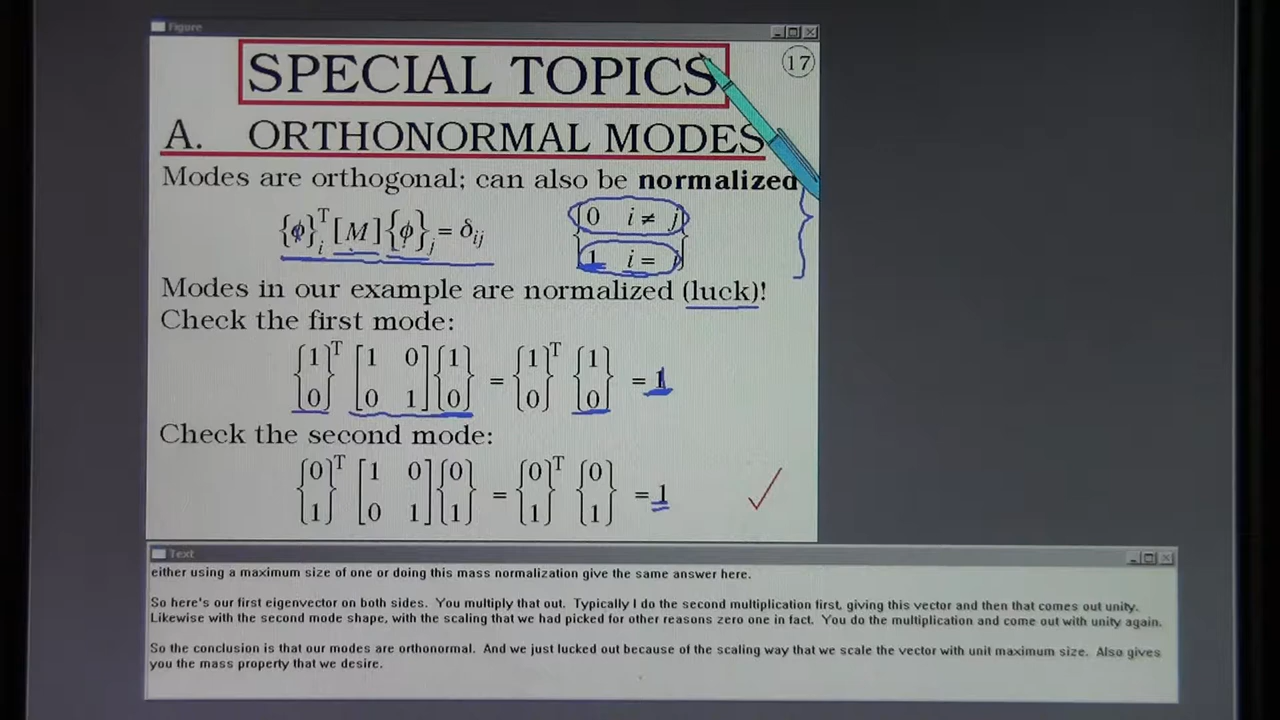 Figure
SPECIAL TOPICS
17
A. ORTHONORMAL MODES
Modes are orthogonal; can also be normalized
{ϕ}ᵢᵀ [M] {ϕ}ⱼ = δᵢⱼ {0 i ≠ j
1 i = j}
Modes in our example are normalized (luck)!
Check the first mode:
{1 0}ᵀ [1 0 0 1] {1 0} = {1 0}ᵀ {1 0} = 1
Check the second mode:
{0 1}ᵀ [1 0 0 1] {0 1} = {0 1}ᵀ {0 1} = 1
Text
either using a maximum size of one or doing this mass normalization give the same answer here.
So here's our first eigenvector on both sides. You multiply that out. Typically I do the second multiplication first, giving this vector and then that comes out unity.
Likewise with the second mode shape, with the scaling that we had picked for other reasons zero one in fact. You do the multiplication and come out with unity again.
So the conclusion is that our modes are orthonormal. And we just lucked out because of the scaling way that we scale the vector with unit maximum size. Also gives
you the mass property that we desire.